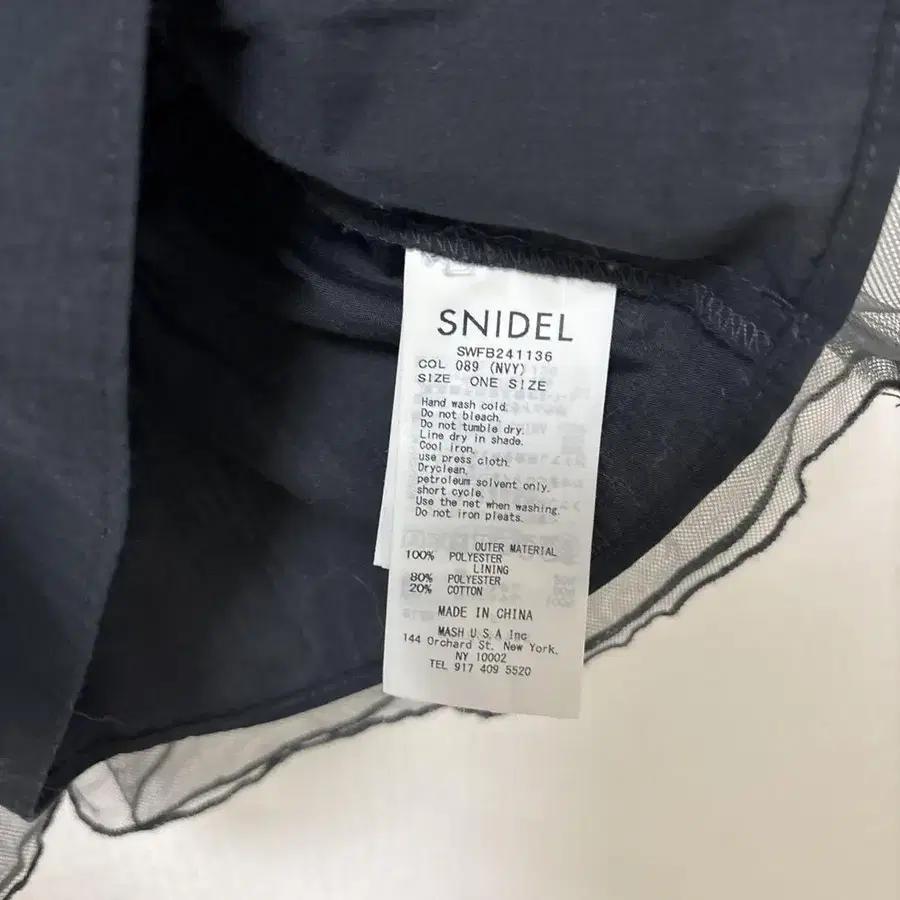 SNIDEL
SWFB241136
COL 089 (NVY)
SIZE ONE SIZE
Hand wash cold.
Do not bleach.
Do not tumble dry.
Line dry in shade.
Cool iron.
use press cloth.
Dryclean.
petroleum solvent only.
short cycle.
Use the net when washing.
Do not iron pleats.
OUTER MATERIAL
100% POLYESTER
LINING
80% POLYESTER
20% COTTON
MADE IN CHINA
MASH U.S.A Inc
144 Orchard St. New York.
NY 10002
TEL 917 409 5520